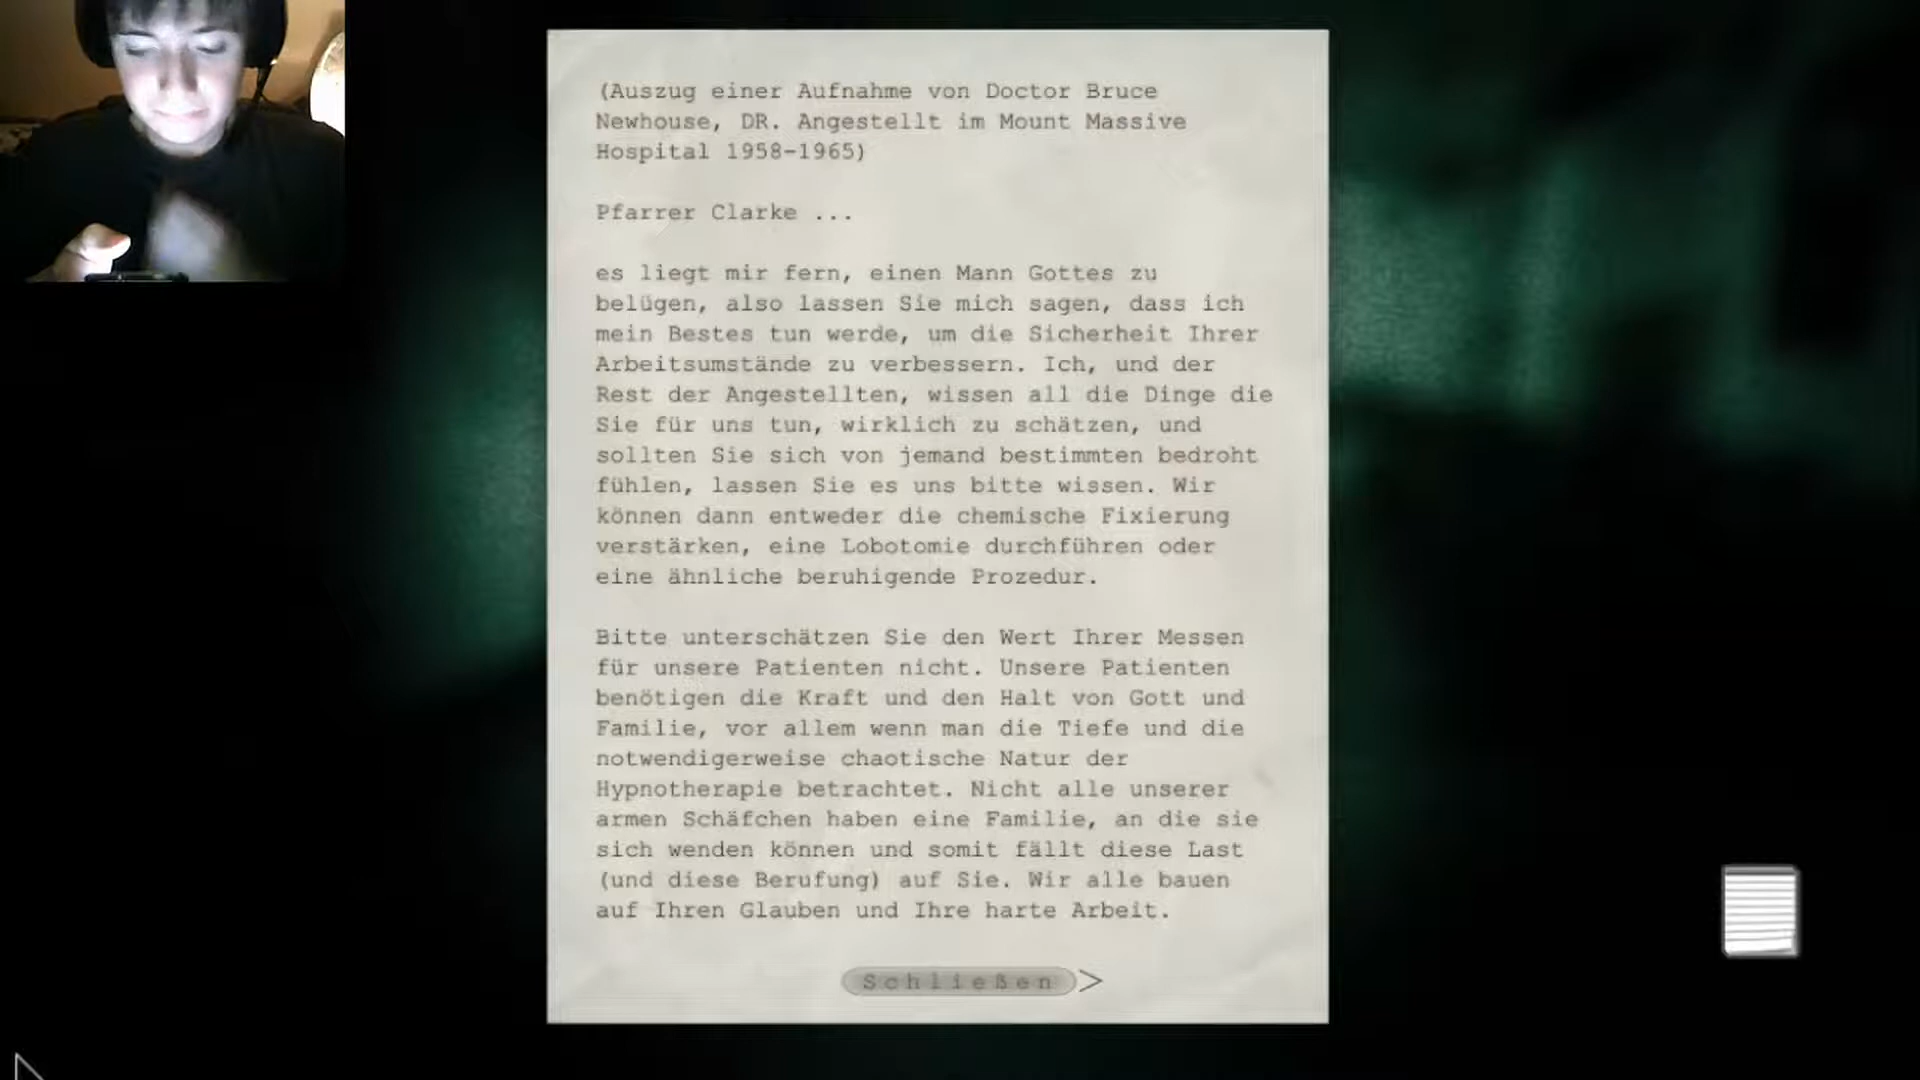 (Auszug einer Aufnahme von Doctor Bruce
Newhouse, DR. Angestellt im Mount Massive
Hospital 1958-1965)
Pfarrer Clarke ...
es liegt mir fern, einen Mann Gottes zu
belügen, also lassen Sie mich sagen, dass ich
mein Bestes tun werde, um die Sicherheit Ihrer
Arbeitsumstände zu verbessern. Ich, und der
Rest der Angestellten, wissen all die Dinge die
Sie für uns tun, wirklich zu schätzen, und
sollten Sie sich von jemand bestimmten bedroht
fühlen, lassen Sie es uns bitte wissen. Wir
können dann entweder die chemische Fixierung
verstärken, eine Lobotomie durchführen oder
eine ähnliche beruhigende Prozedur.
Bitte unterschätzen Sie den Wert Ihrer Messen
für unsere Patienten nicht. Unsere Patienten
benötigen die Kraft und den Halt von Gott und
Familie, vor allem wenn man die Tiefe und die
notwendigerweise chaotische Natur der
Hypnotherapie betrachtet. Nicht alle unserer
armen Schäfchen haben eine Familie, an die sie
sich wenden können und somit fällt diese Last
(und diese Berufung) auf Sie. Wir alle bauen
auf Ihren Glauben und Ihre harte Arbeit.
Schließen >